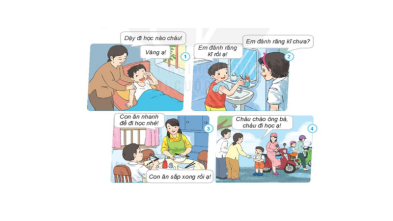 Dậy đi học nào cháu!
Vâng ạ!
1
Em đánh răng
kĩ rồi ạ!
Em đánh răng kĩ chưa?
2
Con ăn nhanh
để đi học nhé!
3
Con ăn sắp xong rồi ạ!
Cháu chào ông bà,
cháu đi học ạ!
4